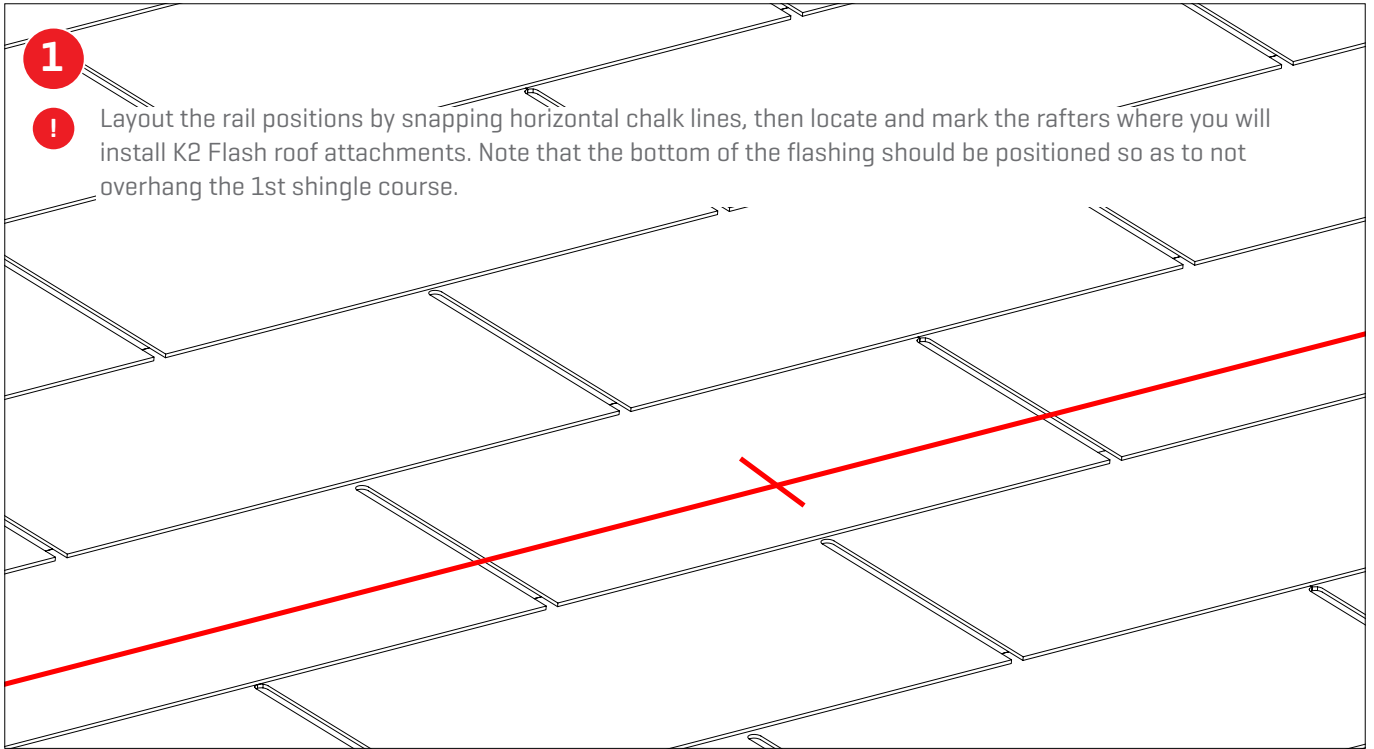 1
! Layout the rail positions by snapping horizontal chalk lines, then locate and mark the rafters where you will
install K2 Flash roof attachments. Note that the bottom of the flashing should be positioned so as to not
overhang the 1st shingle course.